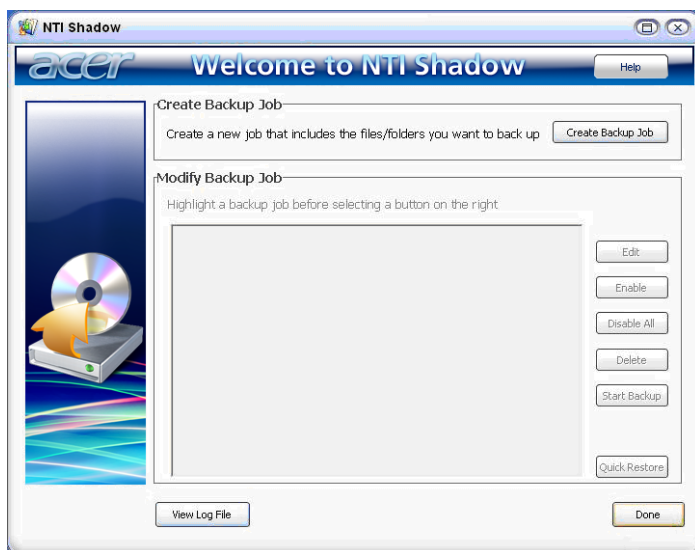 NTI Shadow
acer
Welcome to NTI Shadow
Help
Create Backup Job
Create a new job that includes the files/folders you want to back up
Create Backup Job
Modify Backup Job
Highlight a backup job before selecting a button on the right
Edit
Enable
Disable All
Delete
Start Backup
Quick Restore
View Log File
Done